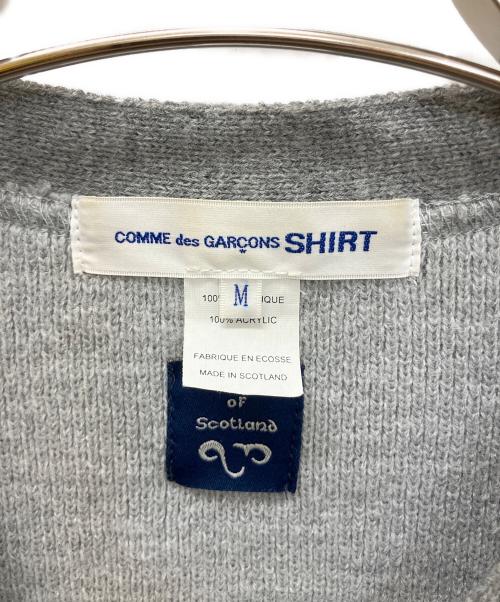 COMME des GARÇONS SHIRT
M
100%
100% ACRYLIC
FABRIQUE EN ECOSSE
MADE IN SCOTLAND
OF
Scotland